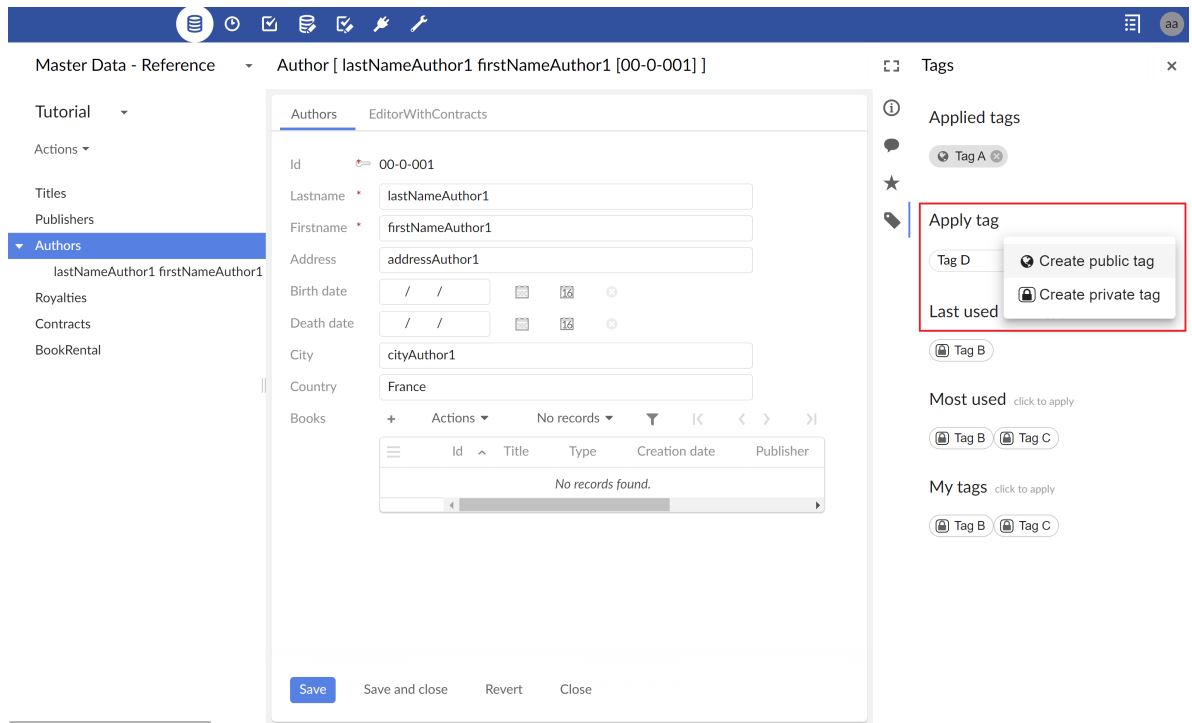 aa
Master Data - Reference
Tutorial
Actions
Titles
Publishers
Authors
lastNameAuthor1 firstNameAuthor1
Royalties
Contracts
BookRental
Author [ lastNameAuthor1 firstNameAuthor1 [00-0-001] ]
Authors EditorWithContracts
Id 00-0-001
Lastname * lastNameAuthor1
Firstname * firstNameAuthor1
Address addressAuthor1
Birth date / / 16
Death date / / 16
City cityAuthor1
Country France
Books + Actions No records
Id Title Type Creation date Publisher
No records found.
Save Save and close Revert Close
Tags
Applied tags
Tag A
Apply tag
Tag D
Create public tag
Create private tag
Last used
Tag B
Most used click to apply
Tag B Tag C
My tags click to apply
Tag B Tag C